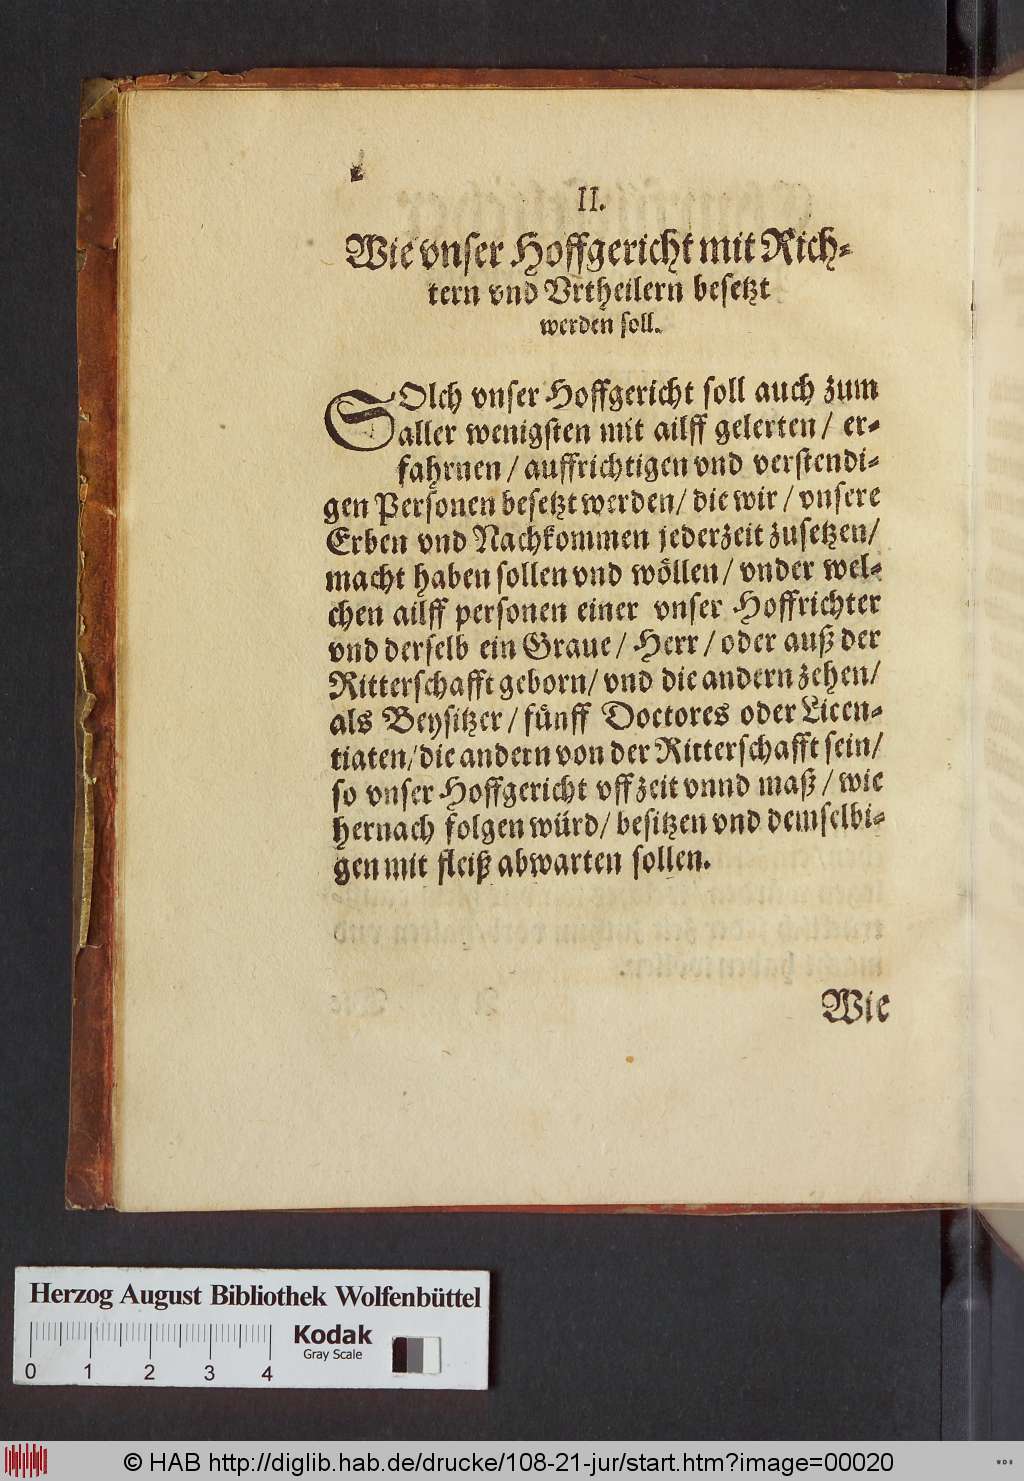 II.
Wie vnser Hoffgericht mit Rich-
tern vnd Vrtheilern besetzt
werden soll.
SOlch vnser Hoffgericht soll auch zum
aller wenigsten mit ailff gelerten/ er-
fahrnen/ auffrichtigen vnd verstendi-
gen Personen besetzt werden/ die wir/ vnsere
Erben vnd Nachkommen jederzeit zusetzen/
macht haben sollen vnd wöllen/ vnder wel-
chen ailff personen einer vnser Hoffrichter
vnd derselb ein Graue/ Herr/ oder auß der
Ritterschafft geborn/ vnd die andern zehen/
als Beysitzer/ fünff Doctores oder Licen-
tiaten/ die andern von der Ritterschafft sein/
so vnser Hoffgericht vff zeit vnnd maß/ wie
hernach folgen würd/ besitzen vnd demselbi-
gen mit fleiß abwarten sollen.
Wie
Herzog August Bibliothek Wolfenbüttel
Kodak
Gray Scale
0 1 2 3 4
© HAB http://diglib.hab.de/drucke/108-21-jur/start.htm?image=00020